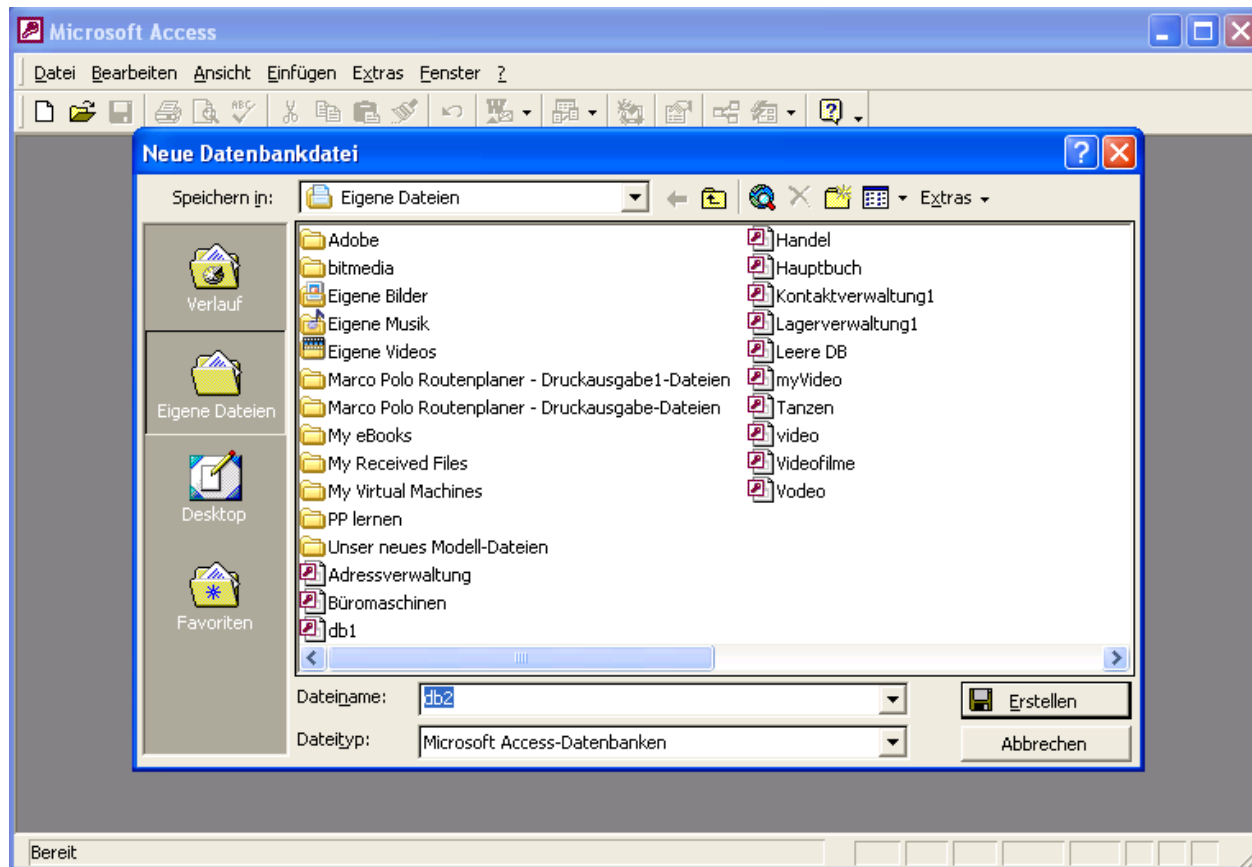 Microsoft Access
Datei Bearbeiten Ansicht Einfügen Extras Fenster ?
Neue Datenbankdatei
Speichern in: Eigene Dateien Extras
Verlauf
Eigene Dateien
Desktop
Favoriten
Adobe
bitmedia
Eigene Bilder
Eigene Musik
Eigene Videos
Marco Polo Routenplaner - Druckausgabe1-Dateien
Marco Polo Routenplaner - Druckausgabe-Dateien
My eBooks
My Received Files
My Virtual Machines
PP lernen
Unser neues Modell-Dateien
Adressverwaltung
Büromaschinen
db1
Handel
Hauptbuch
Kontaktverwaltung1
Lagerverwaltung1
Leere DB
myVideo
Tanzen
video
Videofilme
Vodeo
Dateiname: db2 Erstellen
Dateityp: Microsoft Access-Datenbanken Abbrechen
Bereit